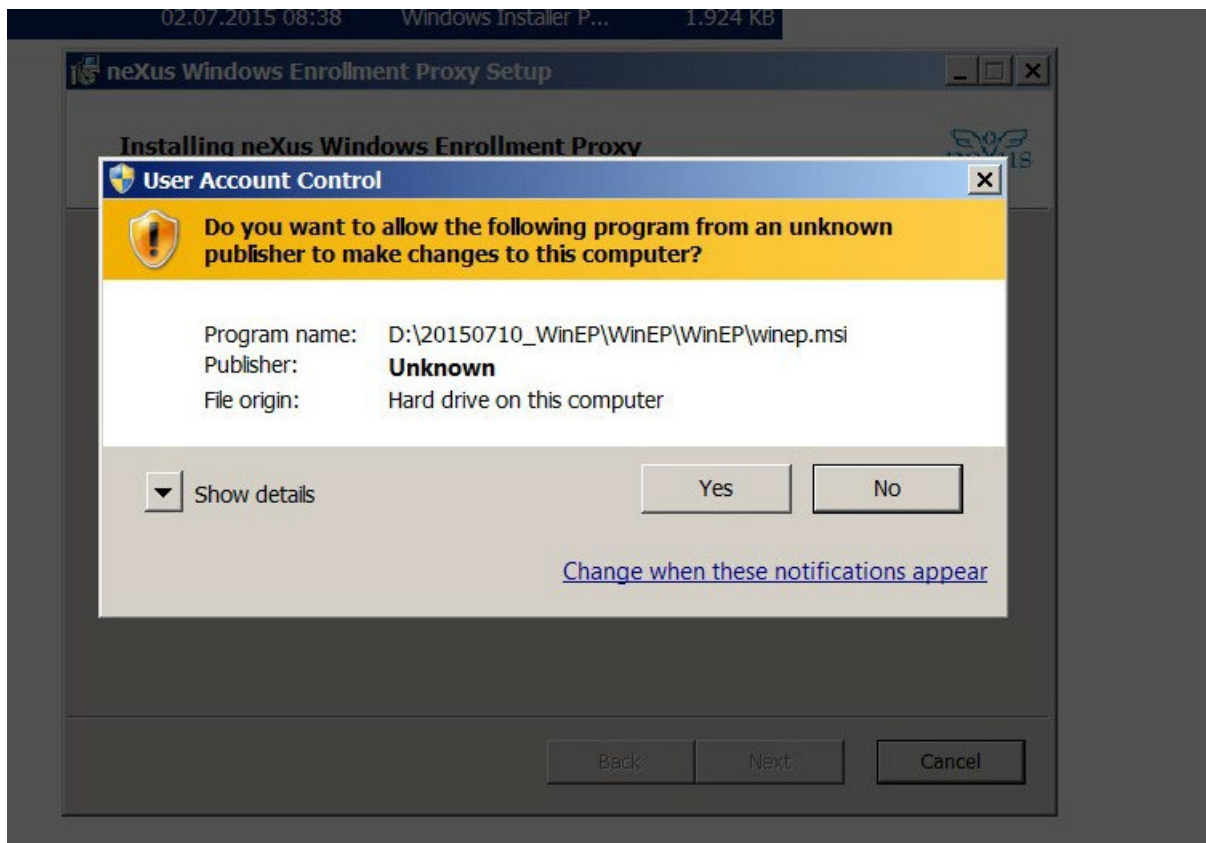 02.07.2015 08:38 Windows Installer P... 1.924 KB
neXus Windows Enrollment Proxy Setup
Installing neXus Windows Enrollment Proxy
neXus
User Account Control
Do you want to allow the following program from an unknown
publisher to make changes to this computer?
Program name: D:\20150710_WinEP\WinEP\WinEP\winep.msi
Publisher: Unknown
File origin: Hard drive on this computer
Show details
Yes No
Change when these notifications appear
Back Next Cancel